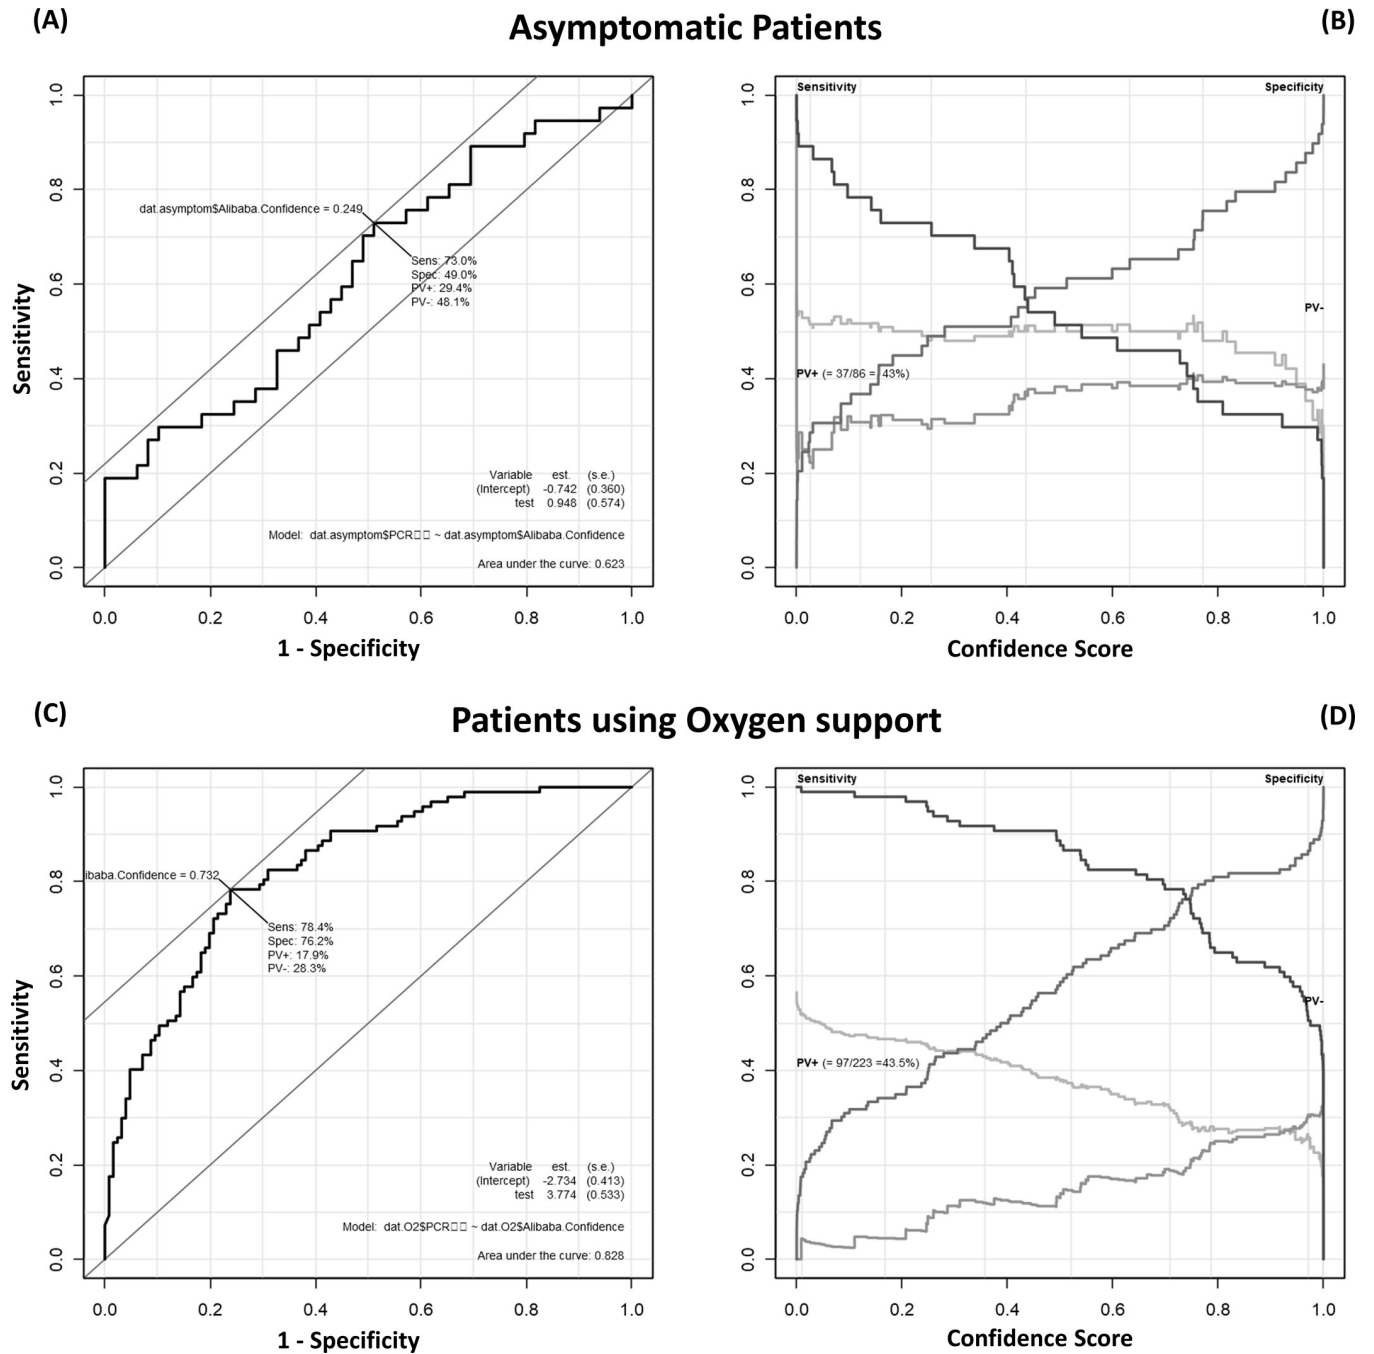 (A)
Asymptomatic Patients
(B)
Sensitivity
1.0
0.8
0.6
0.4
0.2
0.0
dat.asymptom$Alibaba.Confidence = 0.249
Sens: 73.0%
Spec: 49.0%
PV+: 29.4%
PV-: 48.1%
Variable est. (s.e.)
(Intercept) -0.742 (0.360)
test 0.948 (0.574)
Model: dat.asymptom$PCR□□ ~ dat.asymptom$Alibaba.Confidence
Area under the curve: 0.623
0.0 0.2 0.4 0.6 0.8 1.0
1 - Specificity
Sensitivity Specificity
1.0
0.8
0.6
0.4
0.2
0.0
PV-
PV+ (= 37/86 = 43%)
0.0 0.2 0.4 0.6 0.8 1.0
Confidence Score
(C)
Patients using Oxygen support
(D)
Sensitivity
1.0
0.8
0.6
0.4
0.2
0.0
ibaba.Confidence = 0.732
Sens: 78.4%
Spec: 76.2%
PV+: 17.9%
PV-: 28.3%
Variable est. (s.e.)
(Intercept) -2.734 (0.413)
test 3.774 (0.533)
Model: dat.O2$PCR□□ ~ dat.O2$Alibaba.Confidence
Area under the curve: 0.828
0.0 0.2 0.4 0.6 0.8 1.0
1 - Specificity
Sensitivity Specificity
1.0
0.8
0.6
0.4
0.2
0.0
PV-
PV+ (= 97/223 =43.5%)
0.0 0.2 0.4 0.6 0.8 1.0
Confidence Score